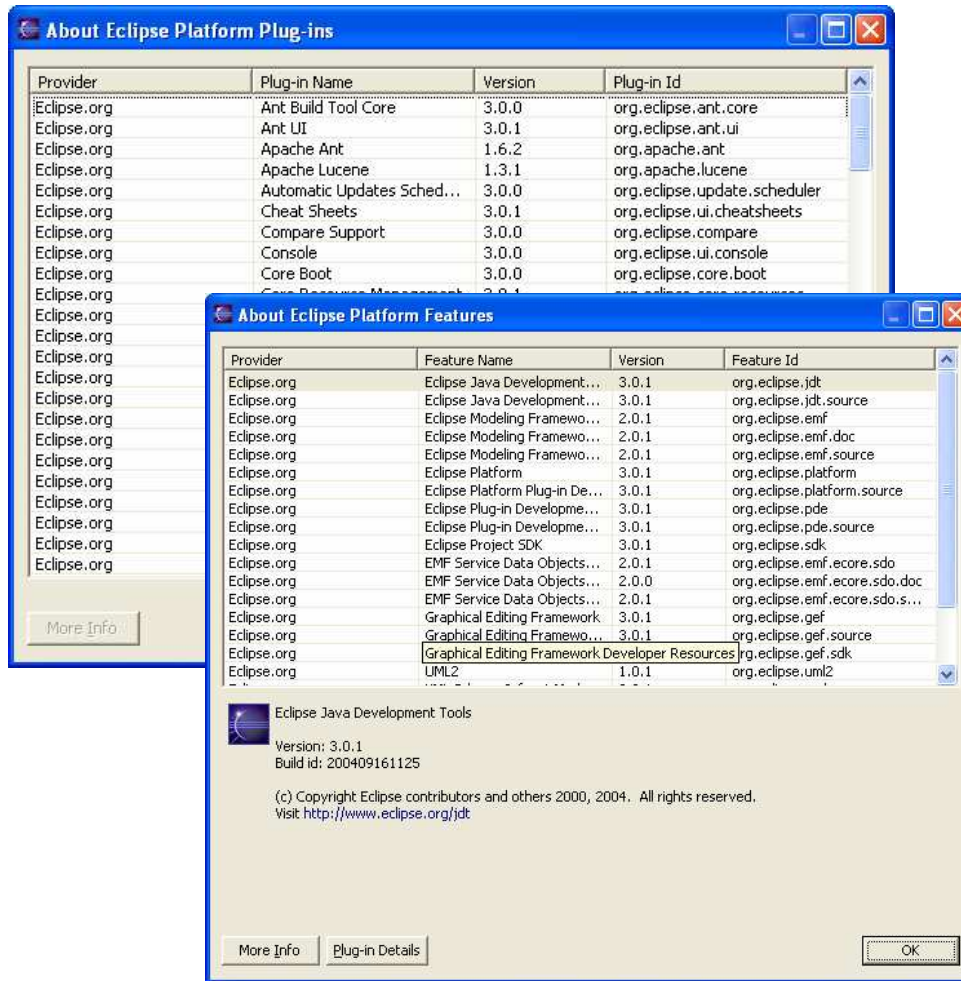 About Eclipse Platform Plug-ins
Provider Plug-in Name Version Plug-in Id
Eclipse.org Ant Build Tool Core 3.0.0 org.eclipse.ant.core
Eclipse.org Ant UI 3.0.1 org.eclipse.ant.ui
Eclipse.org Apache Ant 1.6.2 org.apache.ant
Eclipse.org Apache Lucene 1.3.1 org.apache.lucene
Eclipse.org Automatic Updates Sched... 3.0.0 org.eclipse.update.scheduler
Eclipse.org Cheat Sheets 3.0.1 org.eclipse.ui.cheatsheets
Eclipse.org Compare Support 3.0.0 org.eclipse.compare
Eclipse.org Console 3.0.0 org.eclipse.ui.console
Eclipse.org Core Boot 3.0.0 org.eclipse.core.boot
Eclipse.org Core Resource Management 3.0.1 org.eclipse.core.resources
Eclipse.org
Eclipse.org
Eclipse.org
Eclipse.org
Eclipse.org
Eclipse.org
Eclipse.org
Eclipse.org
Eclipse.org
Eclipse.org
Eclipse.org
Eclipse.org
Eclipse.org
More Info
About Eclipse Platform Features
Provider Feature Name Version Feature Id
Eclipse.org Eclipse Java Development... 3.0.1 org.eclipse.jdt
Eclipse.org Eclipse Java Development... 3.0.1 org.eclipse.jdt.source
Eclipse.org Eclipse Modeling Framewo... 2.0.1 org.eclipse.emf
Eclipse.org Eclipse Modeling Framewo... 2.0.1 org.eclipse.emf.doc
Eclipse.org Eclipse Modeling Framewo... 2.0.1 org.eclipse.emf.source
Eclipse.org Eclipse Platform 3.0.1 org.eclipse.platform
Eclipse.org Eclipse Platform Plug-in De... 3.0.1 org.eclipse.platform.source
Eclipse.org Eclipse Plug-in Developme... 3.0.1 org.eclipse.pde
Eclipse.org Eclipse Plug-in Developme... 3.0.1 org.eclipse.pde.source
Eclipse.org Eclipse Project SDK 3.0.1 org.eclipse.sdk
Eclipse.org EMF Service Data Objects... 2.0.1 org.eclipse.emf.ecore.sdo
Eclipse.org EMF Service Data Objects... 2.0.0 org.eclipse.emf.ecore.sdo.doc
Eclipse.org EMF Service Data Objects... 2.0.1 org.eclipse.emf.ecore.sdo.s...
Eclipse.org Graphical Editing Framework 3.0.1 org.eclipse.gef
Eclipse.org Graphical Editing Framewo... 3.0.1 org.eclipse.gef.source
Eclipse.org Graphical Editing Framework Developer Resources rg.eclipse.gef.sdk
Eclipse.org UML2 1.0.1 org.eclipse.uml2
Eclipse Java Development Tools
Version: 3.0.1
Build id: 200409161125
(c) Copyright Eclipse contributors and others 2000, 2004. All rights reserved.
Visit http://www.eclipse.org/jdt
More Info Plug-in Details OK